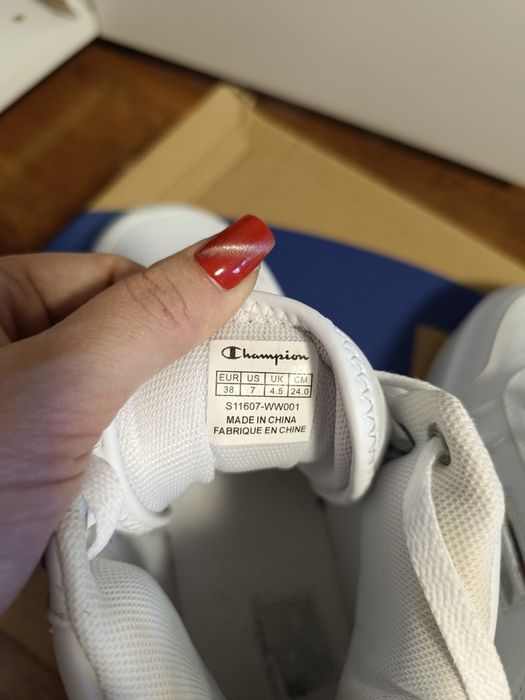 Champion
EUR US UK CM
38 7 4.5 24.0
S11607-WW001
MADE IN CHINA
FABRIQUE EN CHINE